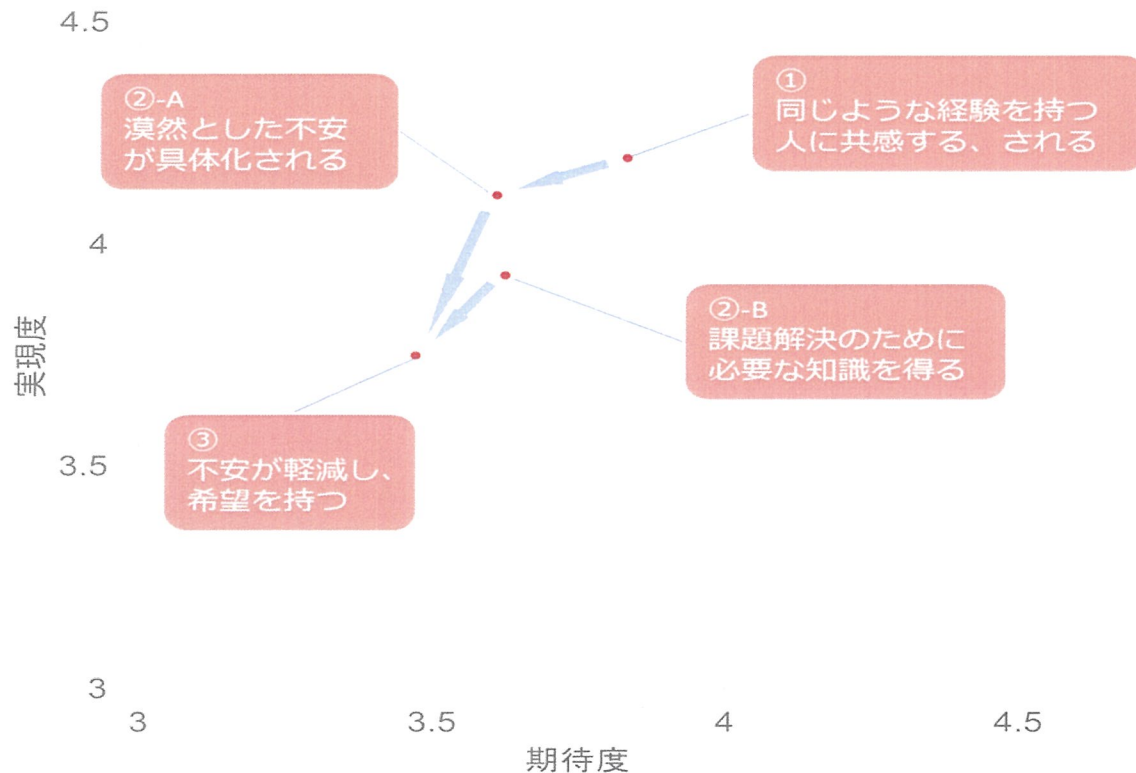 4.5
②-A
漠然とした不安
が具体化される
①
同じような経験を持つ
人に共感する、される
4
②-B
課題解決のために
必要な知識を得る
実現度
③
不安が軽減し、
希望を持つ
3.5
3
3
3.5
4
4.5
期待度